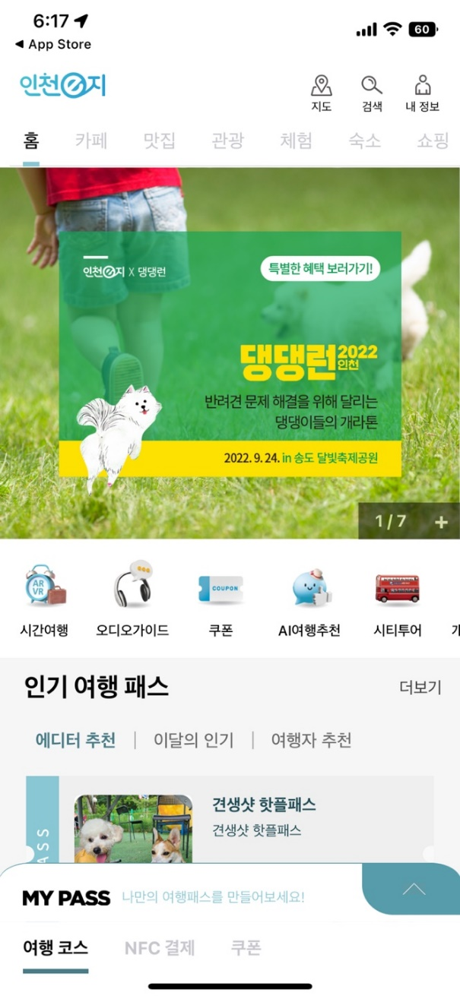 6:17
60
◀ App Store
인천e지
지도 검색 내 정보
홈 카페 맛집 관광 체험 숙소 쇼핑
인천e지 X 댕댕런
특별한 혜택 보러가기!
댕댕런 2022 인천
반려견 문제 해결을 위해 달리는
댕댕이들의 개라톤
2022. 9. 24. in 송도 달빛축제공원
1 / 7 +
AR
VR
COUPON
시간여행 오디오가이드 쿠폰 AI여행추천 시티투어
인기 여행 패스 더보기
에디터 추천 | 이달의 인기 | 여행자 추천
견생샷 핫플패스
견생샷 핫플패스
ASS
MY PASS 나만의 여행패스를 만들어보세요!
여행 코스 NFC 결제 쿠폰